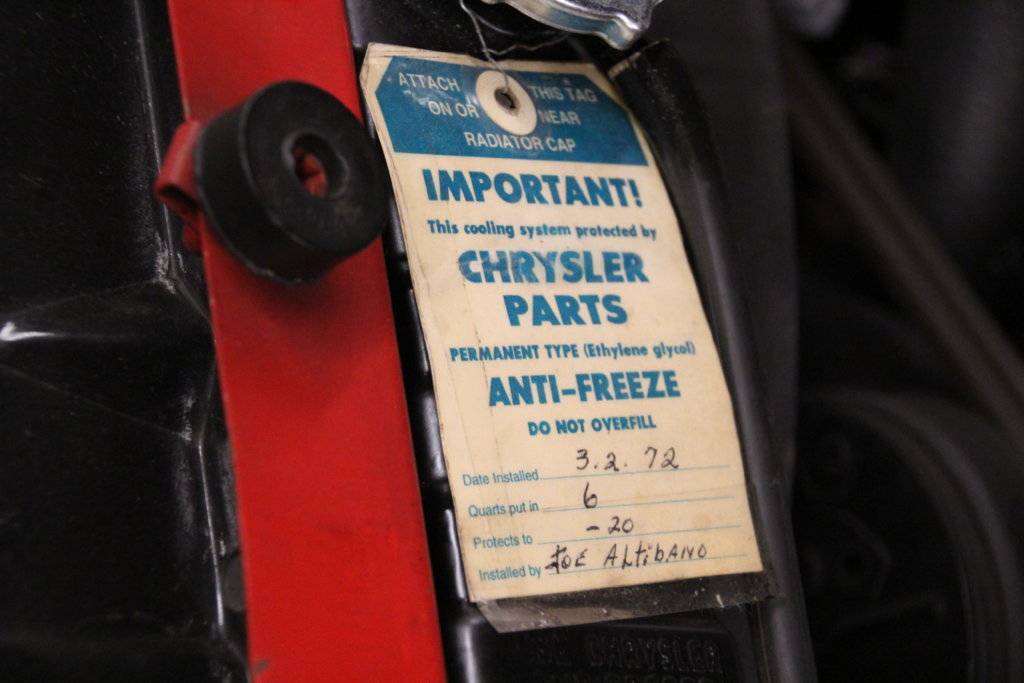 ATTACH THIS TAG
ON OR NEAR
RADIATOR CAP
IMPORTANT!
This cooling system protected by
CHRYSLER
PARTS
PERMANENT TYPE (Ethylene glycol)
ANTI-FREEZE
DO NOT OVERFILL
Date Installed 3.2.72
Quarts put in 6
Protects to -20
Installed by JOE ALTiBANO
CHRYSLER